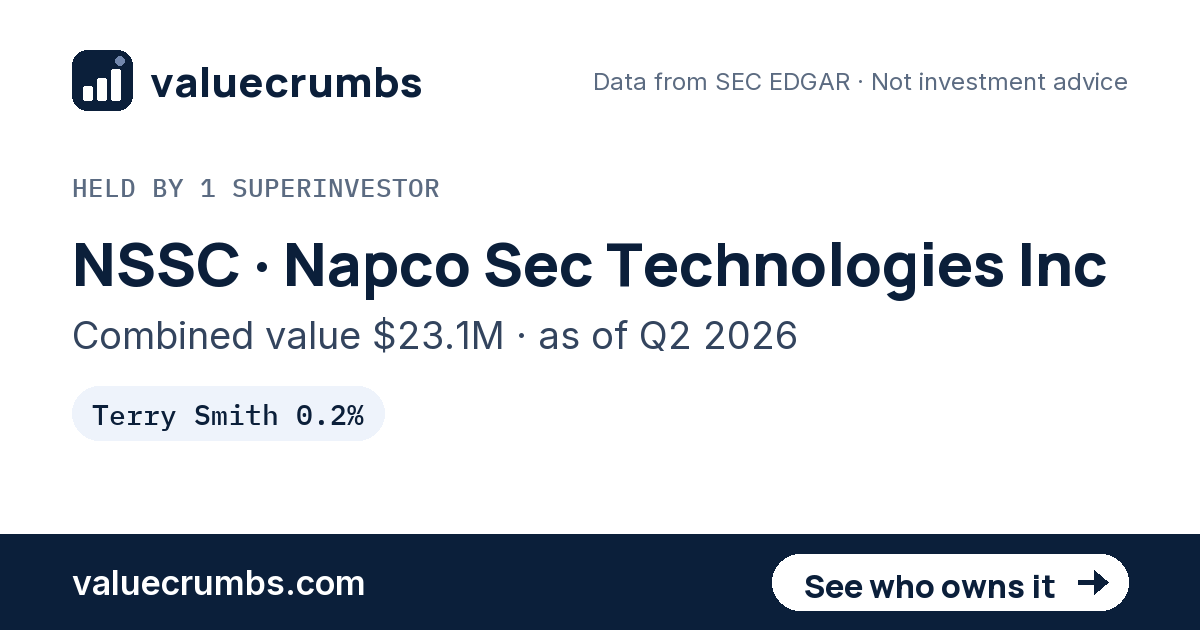 valuecrumbs
Data from SEC EDGAR · Not investment advice
HELD BY 1 SUPERINVESTOR
NSSC · Napco Sec Technologies Inc
Combined value $23.1M · as of Q2 2026
Terry Smith 0.2%
valuecrumbs.com
See who owns it →